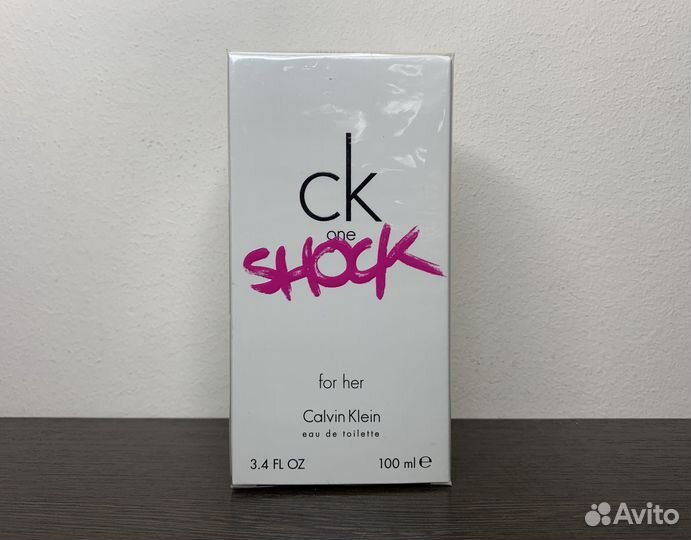 ck
one
SHOCK
for her
Calvin Klein
eau de toilette
3.4 FL OZ 100 ml ℮
Avito